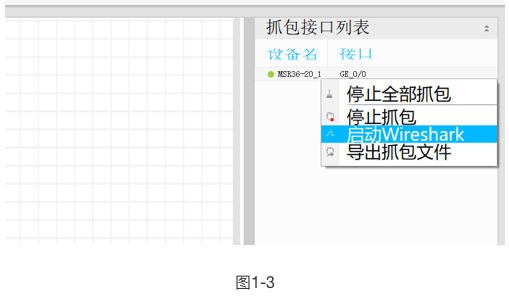 抓包接口列表
设备名 接口
MSR36-20_1 GE_0/0
停止全部抓包
停止抓包
启动Wireshark
导出抓包文件
图1-3